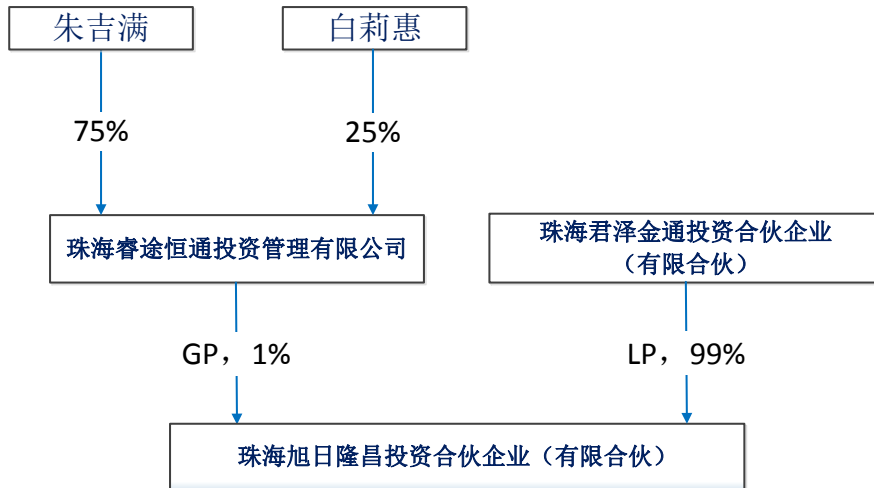 朱吉满
白莉惠
75%
25%
珠海睿途恒通投资管理有限公司
珠海君泽金通投资合伙企业
（有限合伙）
GP，1%
LP，99%
珠海旭日隆昌投资合伙企业（有限合伙）